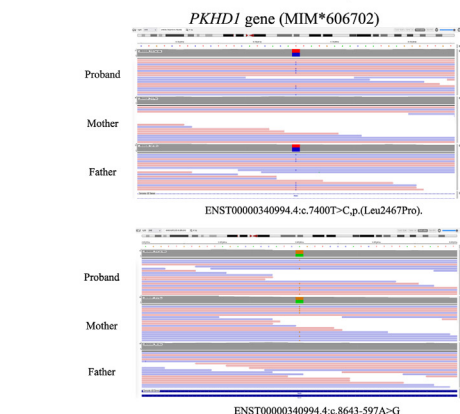 PKHD1 gene (MIM*606702)
Proband
Mother
Father
ENST00000340994.4:c.7400T>C,p.(Leu2467Pro).
Proband
Mother
Father
ENST00000340994.4:c.8643-597A>G